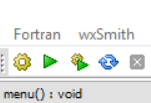 Fortran wxSmith
menu() : void